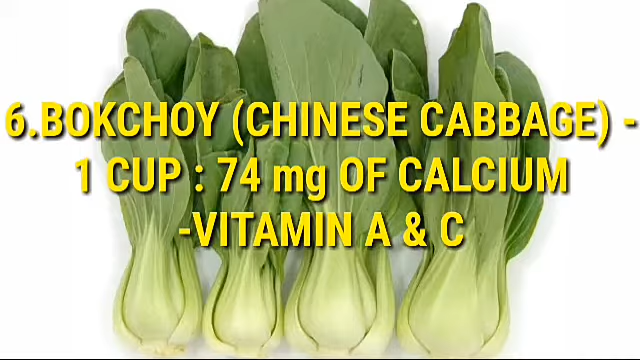 6.BOKCHOY (CHINESE CABBAGE) -
1 CUP : 74 mg OF CALCIUM
-VITAMIN A & C